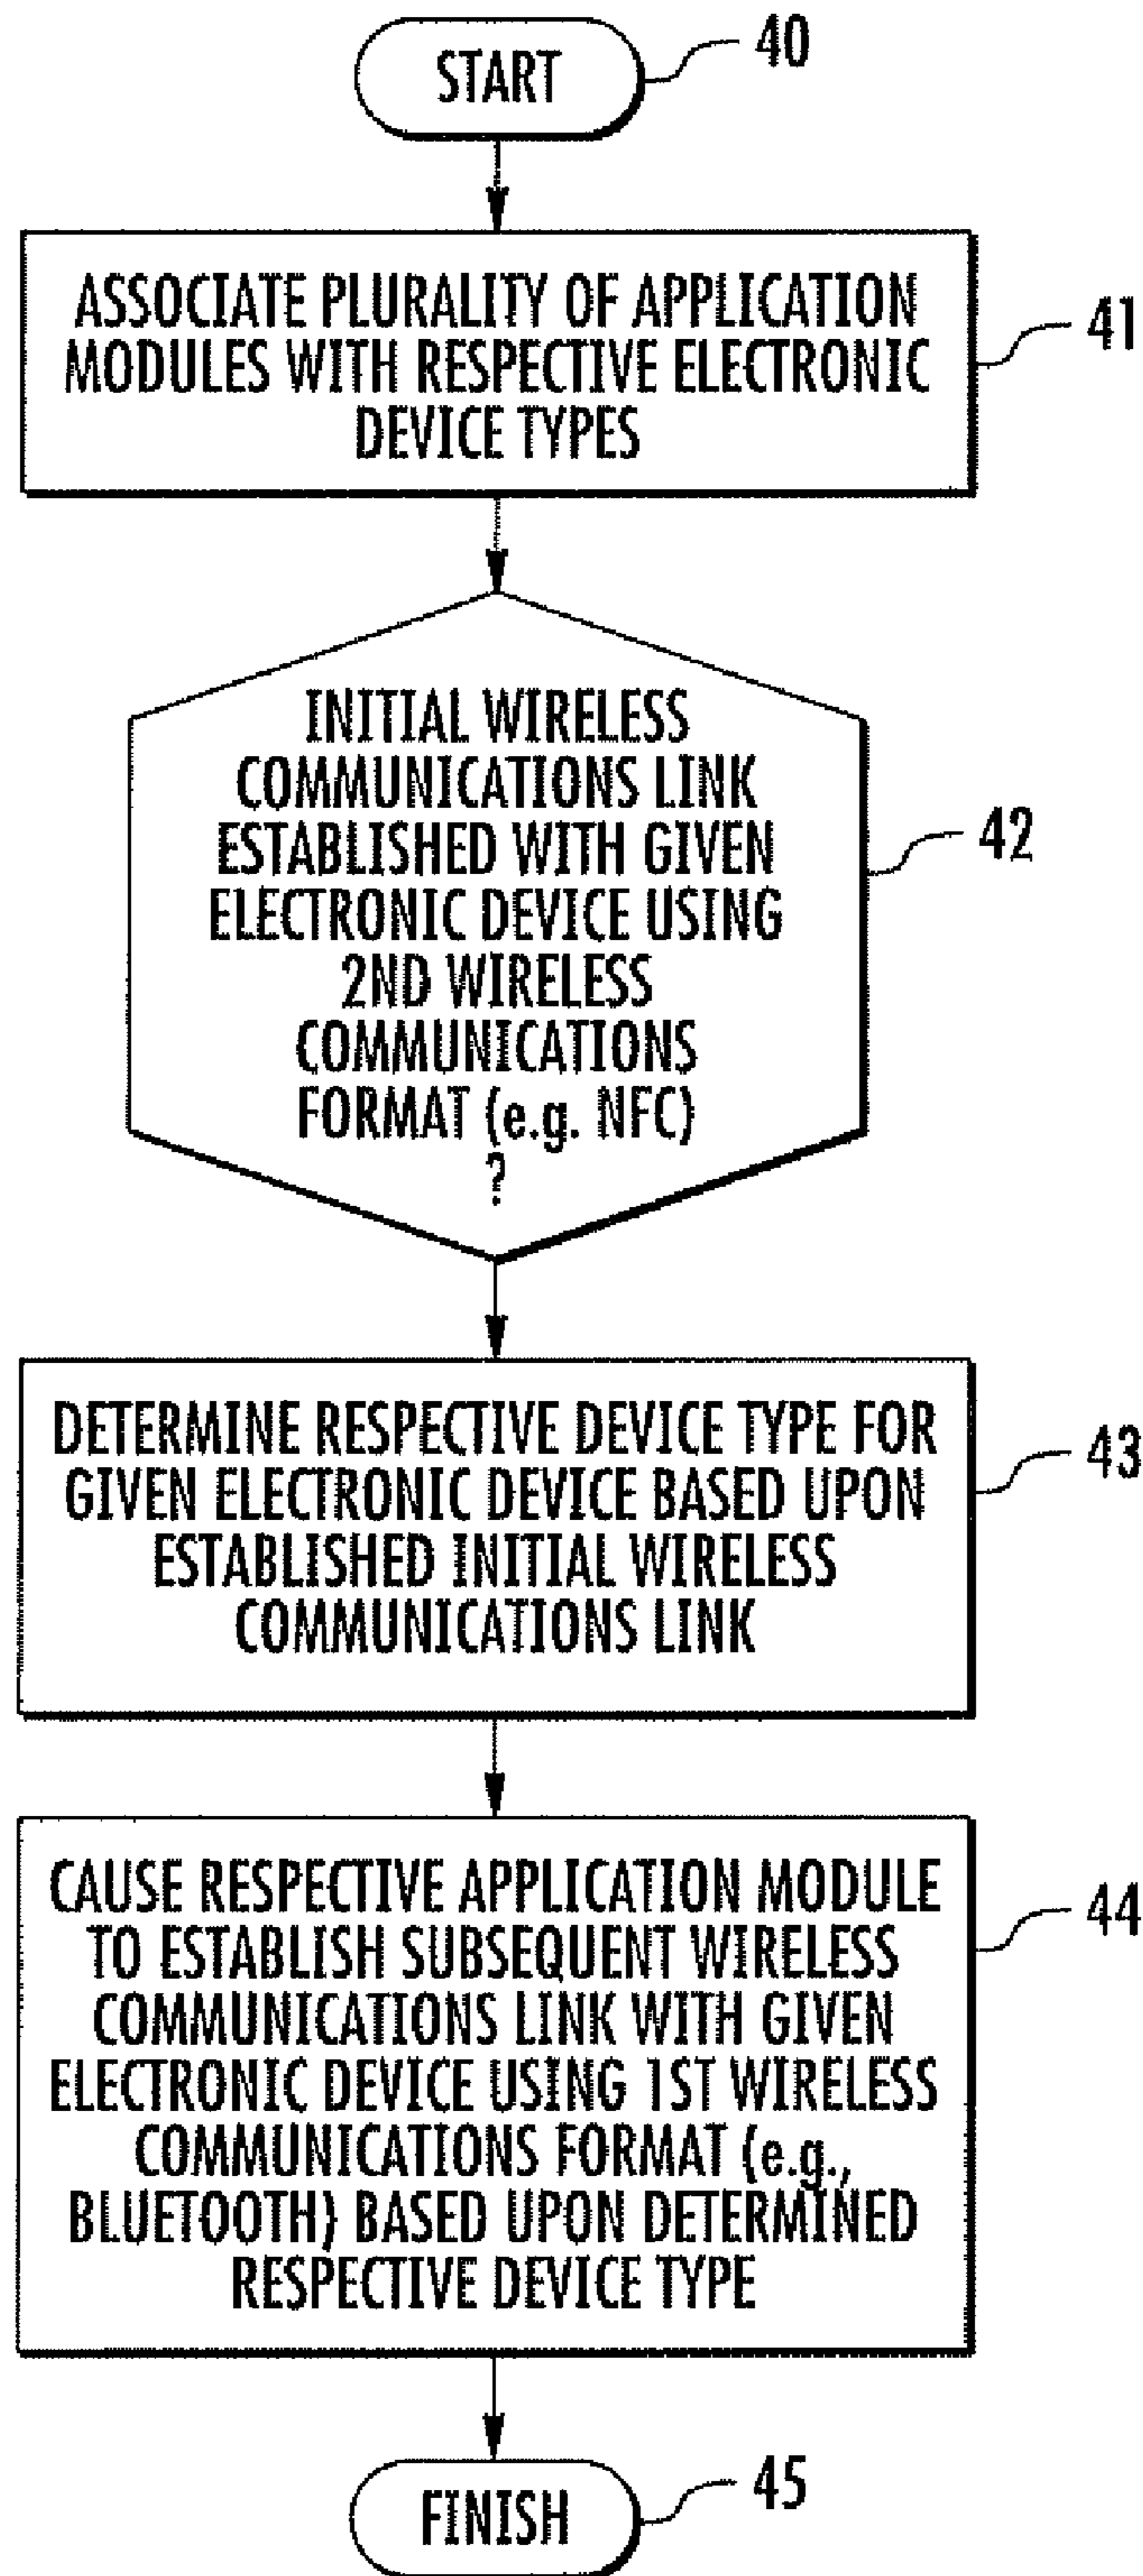 START
40
ASSOCIATE PLURALITY OF APPLICATION
MODULES WITH RESPECTIVE ELECTRONIC
DEVICE TYPES
41
INITIAL WIRELESS
COMMUNICATIONS LINK
ESTABLISHED WITH GIVEN
ELECTRONIC DEVICE USING
2ND WIRELESS
COMMUNICATIONS
FORMAT (e.g. NFC)
?
42
DETERMINE RESPECTIVE DEVICE TYPE FOR
GIVEN ELECTRONIC DEVICE BASED UPON
ESTABLISHED INITIAL WIRELESS
COMMUNICATIONS LINK
43
CAUSE RESPECTIVE APPLICATION MODULE
TO ESTABLISH SUBSEQUENT WIRELESS
COMMUNICATIONS LINK WITH GIVEN
ELECTRONIC DEVICE USING 1ST WIRELESS
COMMUNICATIONS FORMAT (e.g.,
BLUETOOTH) BASED UPON DETERMINED
RESPECTIVE DEVICE TYPE
44
FINISH
45